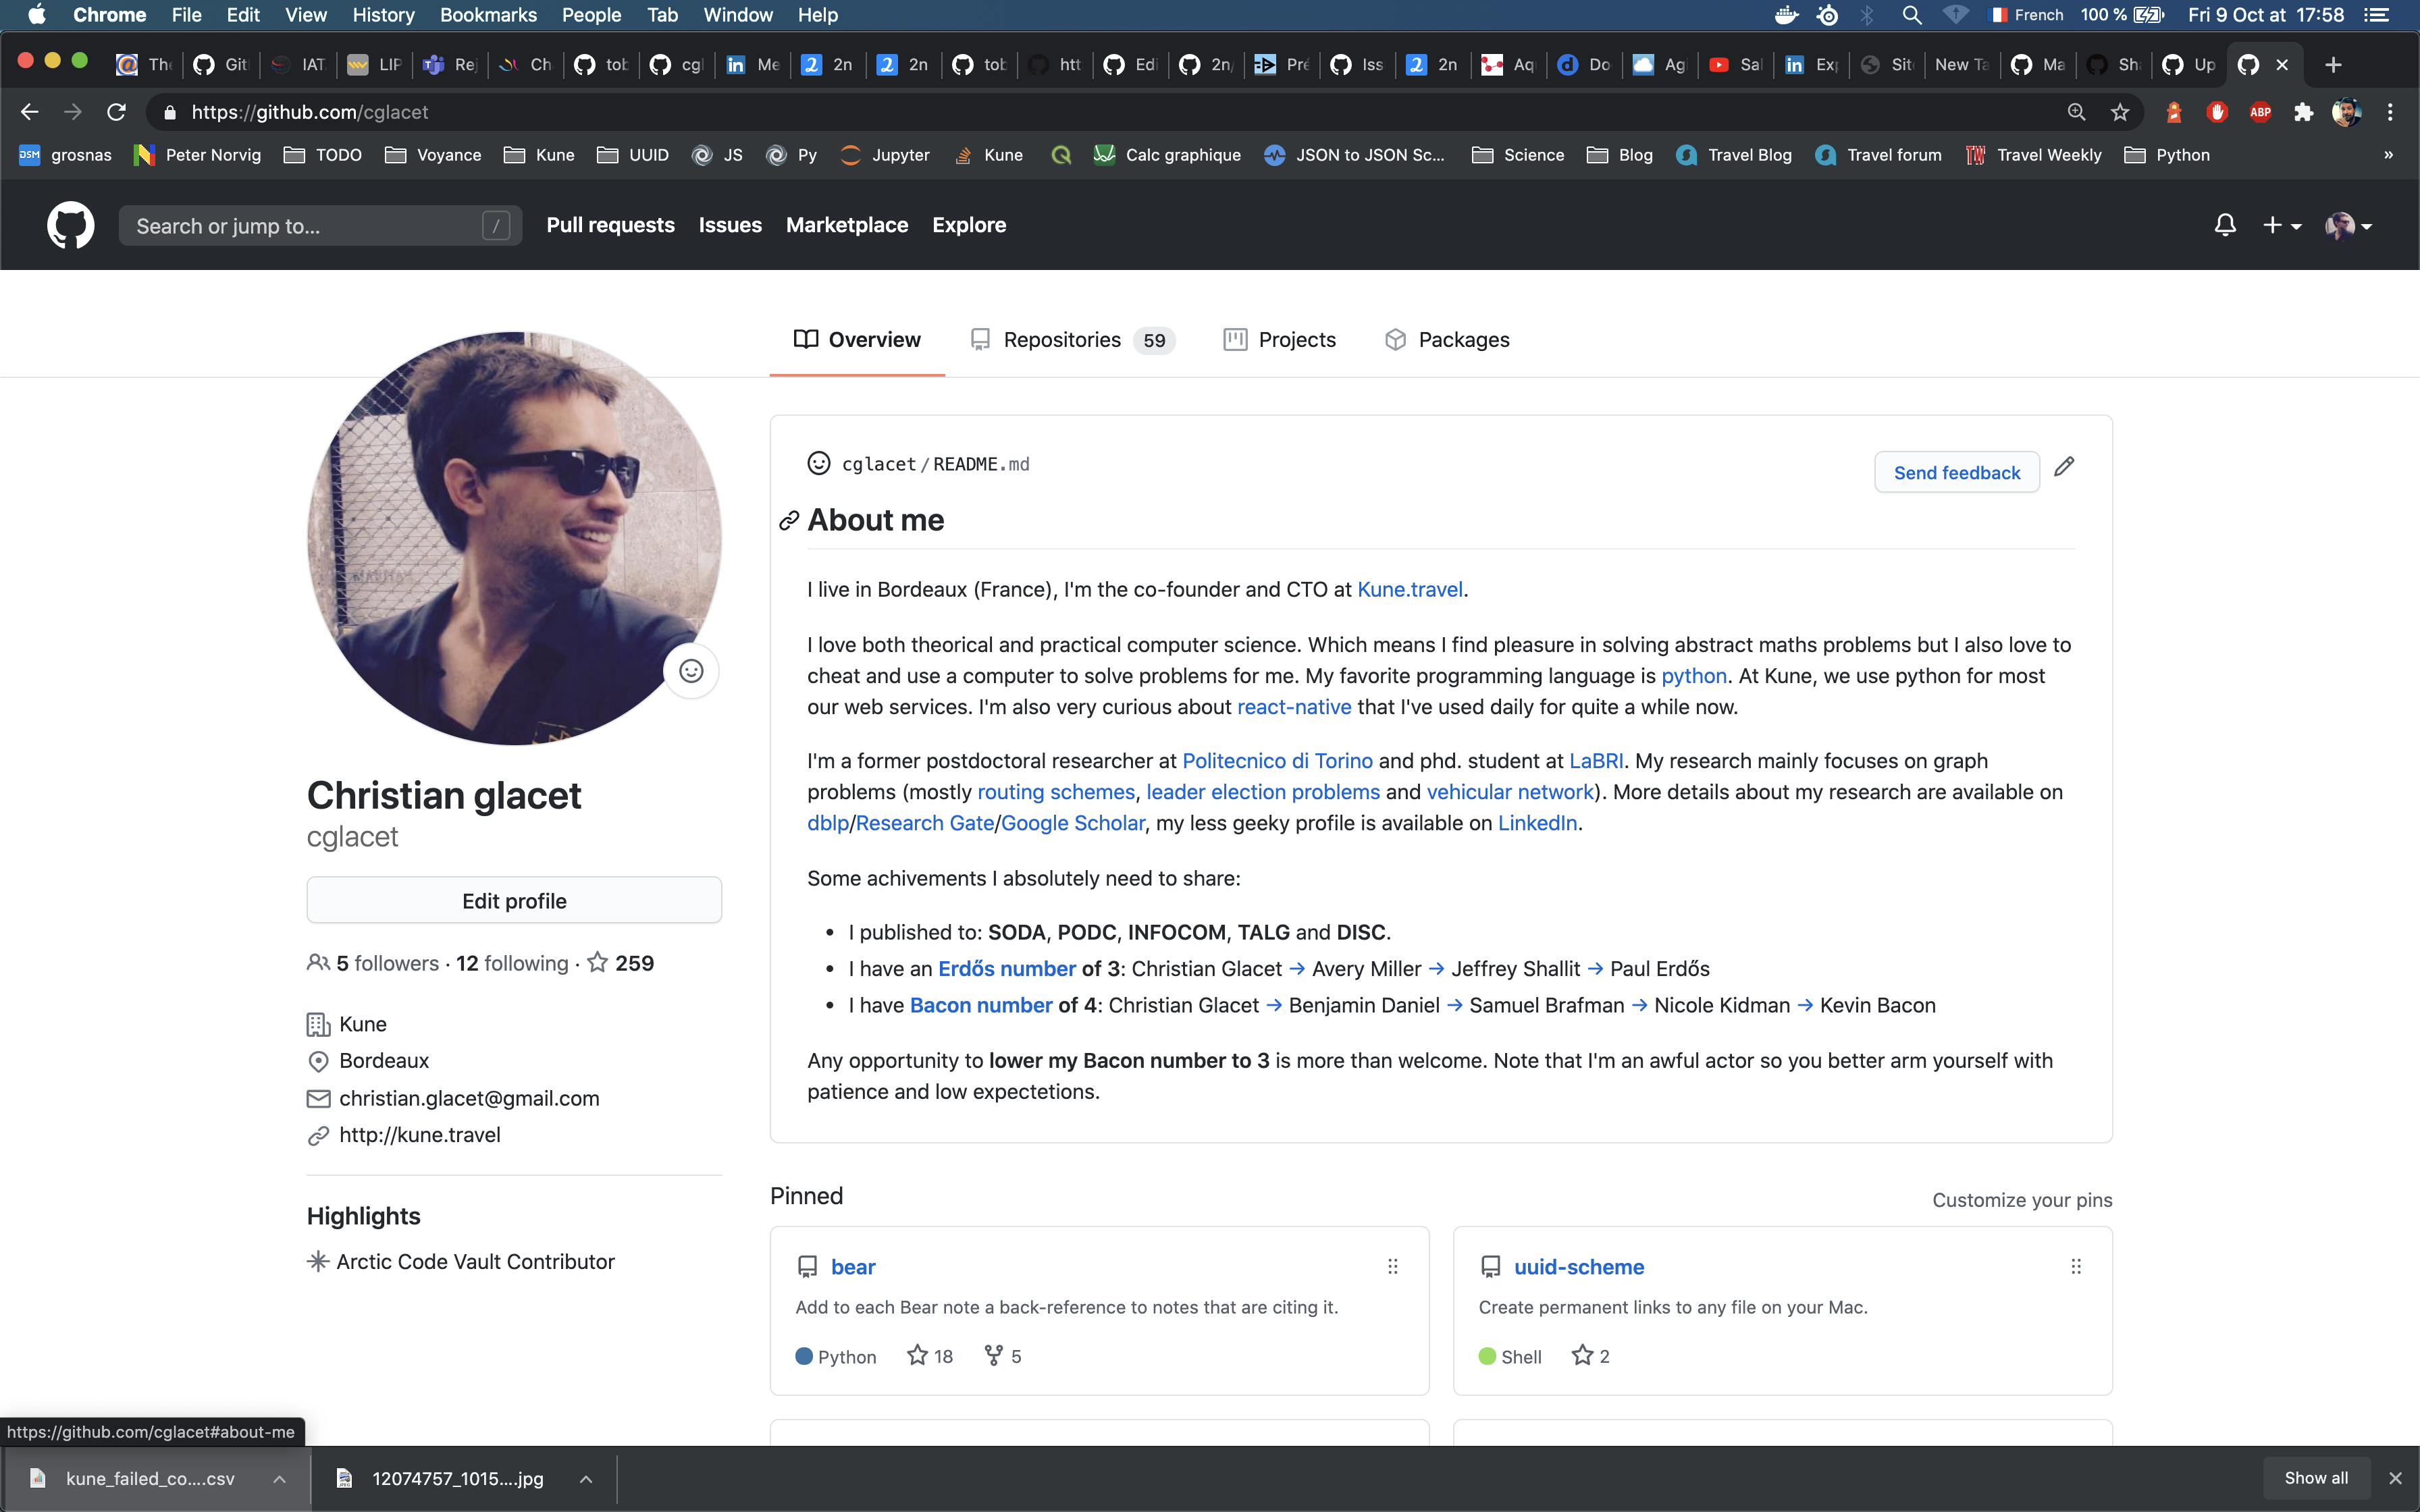 Chrome File Edit View History Bookmarks People Tab Window Help
French 100 % Fri 9 Oct at 17:58
The Git IAT LIP Rej Ch tob cgl Me 2n 2n tob htt Edi 2n/ Pré Iss 2n Aq Do Agi Sal Exp Site New Ta Ma Sh Up
https://github.com/cglacet
ABP
DSM grosnas Peter Norvig TODO Voyance Kune UUID JS Py Jupyter Kune Calc graphique JSON to JSON Sc... Science Blog Travel Blog Travel forum TW Travel Weekly Python »
Search or jump to... / Pull requests Issues Marketplace Explore
Overview Repositories 59 Projects Packages
cglacet/README.md
Send feedback
About me
I live in Bordeaux (France), I'm the co-founder and CTO at Kune.travel.
I love both theorical and practical computer science. Which means I find pleasure in solving abstract maths problems but I also love to
cheat and use a computer to solve problems for me. My favorite programming language is python. At Kune, we use python for most
our web services. I'm also very curious about react-native that I've used daily for quite a while now.
I'm a former postdoctoral researcher at Politecnico di Torino and phd. student at LaBRI. My research mainly focuses on graph
problems (mostly routing schemes, leader election problems and vehicular network). More details about my research are available on
dblp/Research Gate/Google Scholar, my less geeky profile is available on LinkedIn.
Some achivements I absolutely need to share:
• I published to: SODA, PODC, INFOCOM, TALG and DISC.
• I have an Erdős number of 3: Christian Glacet → Avery Miller → Jeffrey Shallit → Paul Erdős
• I have Bacon number of 4: Christian Glacet → Benjamin Daniel → Samuel Brafman → Nicole Kidman → Kevin Bacon
Any opportunity to lower my Bacon number to 3 is more than welcome. Note that I'm an awful actor so you better arm yourself with
patience and low expectetions.
Christian glacet
cglacet
Edit profile
5 followers · 12 following · 259
Kune
Bordeaux
christian.glacet@gmail.com
http://kune.travel
Highlights
Arctic Code Vault Contributor
Pinned
Customize your pins
bear
Add to each Bear note a back-reference to notes that are citing it.
Python 18 5
uuid-scheme
Create permanent links to any file on your Mac.
Shell 2
https://github.com/cglacet#about-me
kune_failed_co....csv 12074757_1015....jpg Show all